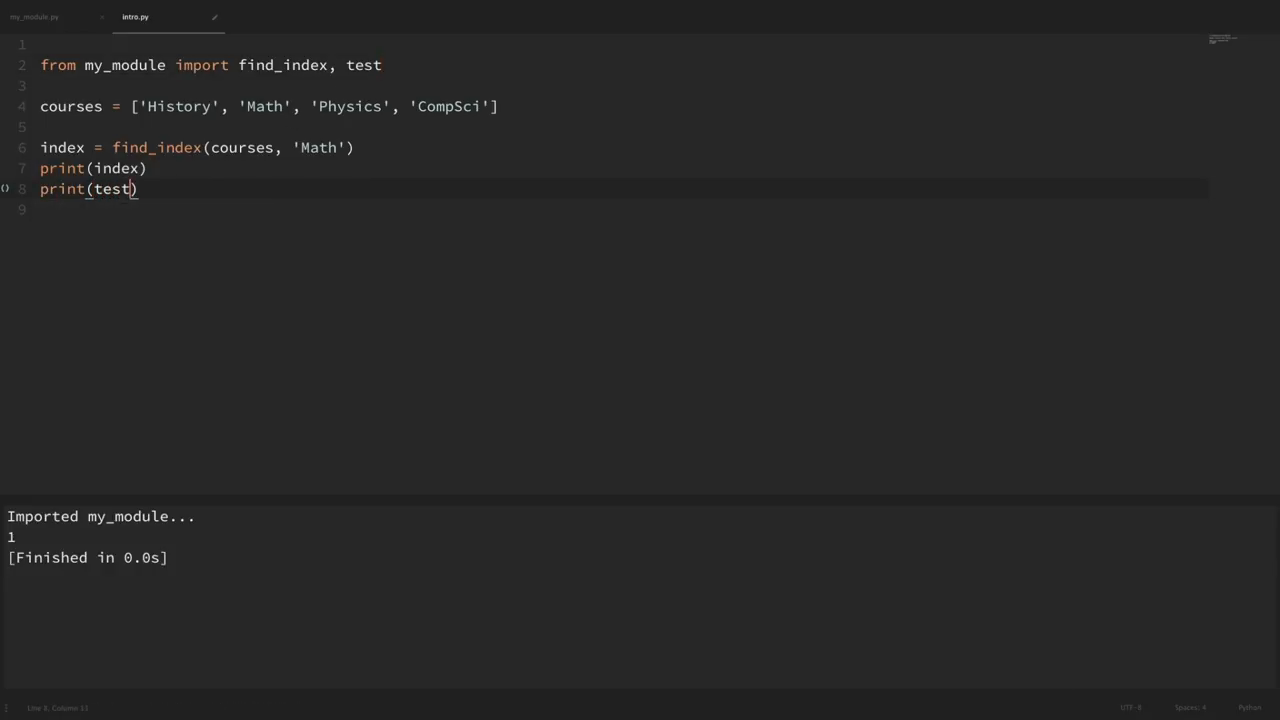 my_module.py × intro.py
1
2 from my_module import find_index, test
3
4 courses = ['History', 'Math', 'Physics', 'CompSci']
5
6 index = find_index(courses, 'Math')
7 print(index)
() 8 print(test)
9
Imported my_module...
1
[Finished in 0.0s]
Line 8, Column 11 UTF-8 Spaces: 4 Python